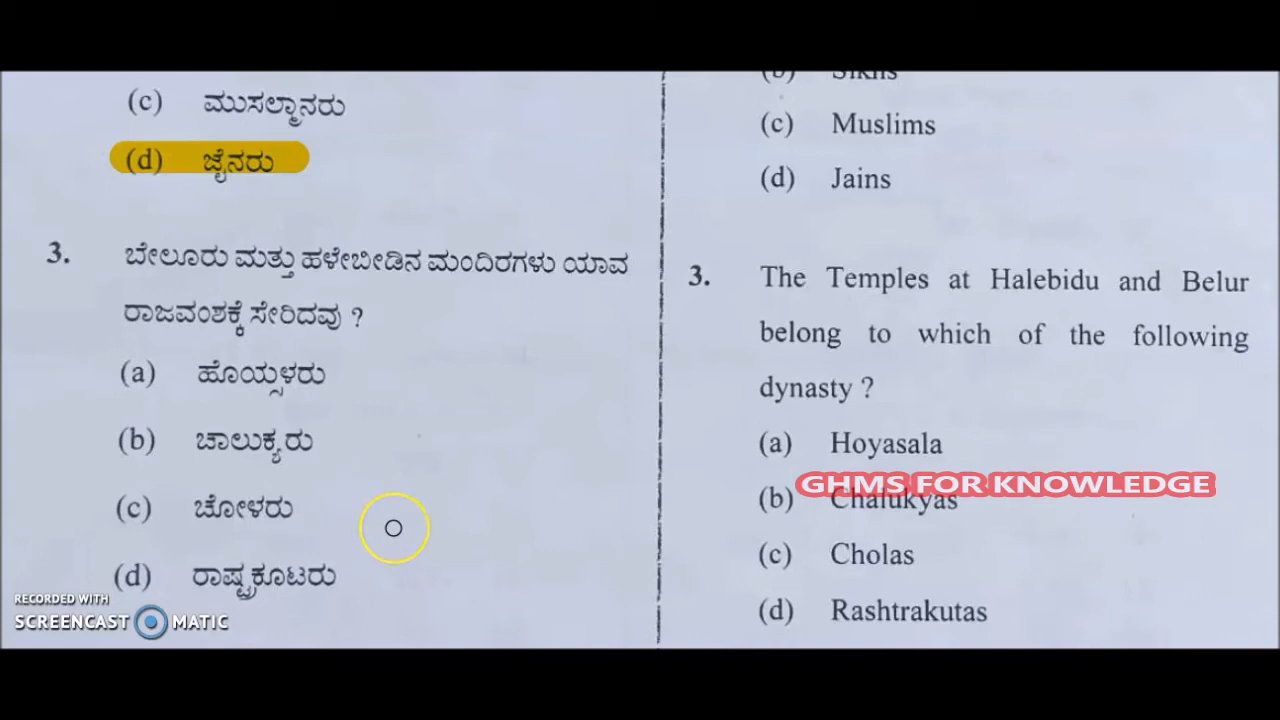 (c) ಮುಸಲ್ಮಾನರು
(d) ಜೈನರು
3. ಬೇಲೂರು ಮತ್ತು ಹಳೇಬೀಡಿನ ಮಂದಿರಗಳು ಯಾವ
ರಾಜವಂಶಕ್ಕೆ ಸೇರಿದವು ?
(a) ಹೊಯ್ಸಳರು
(b) ಚಾಲುಕ್ಯರು
(c) ಚೋಳರು
(d) ರಾಷ್ಟ್ರಕೂಟರು
RECORDED WITH
SCREENCAST MATIC
(b) Sikhs
(c) Muslims
(d) Jains
3. The Temples at Halebidu and Belur
belong to which of the following
dynasty ?
(a) Hoyasala
GHMS FOR KNOWLEDGE
(b) Chalukyas
(c) Cholas
(d) Rashtrakutas